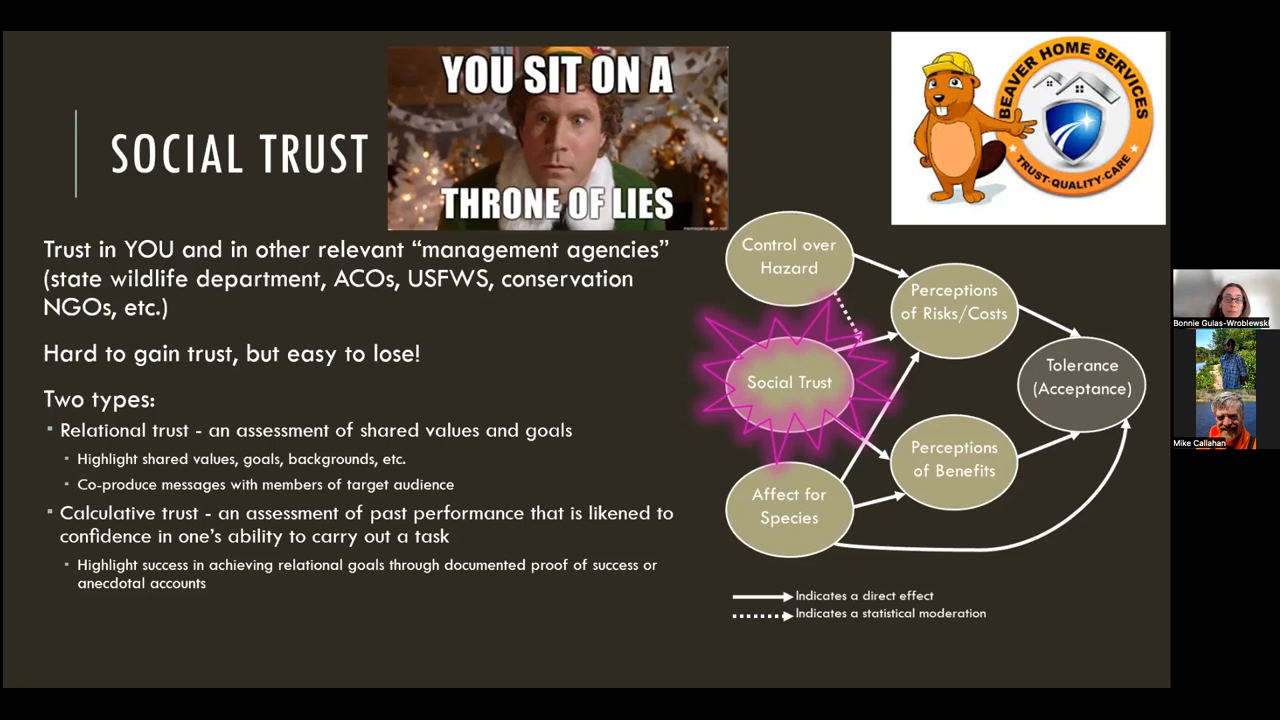 YOU SIT ON A
THRONE OF LIES
BEAVER HOME SERVICES
TRUST·QUALITY·CARE
SOCIAL TRUST
Trust in YOU and in other relevant “management agencies”
(state wildlife department, ACOs, USFWS, conservation
NGOs, etc.)
Hard to gain trust, but easy to lose!
Two types:
▪ Relational trust - an assessment of shared values and goals
▪ Highlight shared values, goals, backgrounds, etc.
▪ Co-produce messages with members of target audience
▪ Calculative trust - an assessment of past performance that is likened to
confidence in one’s ability to carry out a task
▪ Highlight success in achieving relational goals through documented proof of success or
anecdotal accounts
Control over
Hazard
Perceptions
of Risks/Costs
Social Trust
Tolerance
(Acceptance)
Perceptions
of Benefits
Affect for
Species
Indicates a direct effect
Indicates a statistical moderation
Bonnie Gulas-Wroblewski
Mike Callahan